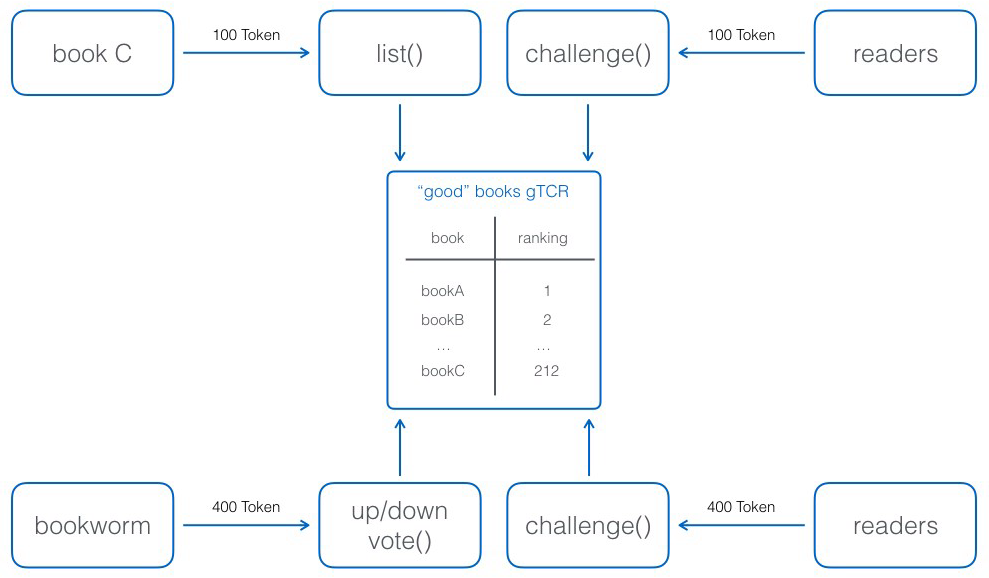 book C
100 Token
list()
challenge()
100 Token
readers
“good” books gTCR
book ranking
bookA 1
bookB 2
... ...
bookC 212
bookworm
400 Token
up/down
vote()
challenge()
400 Token
readers